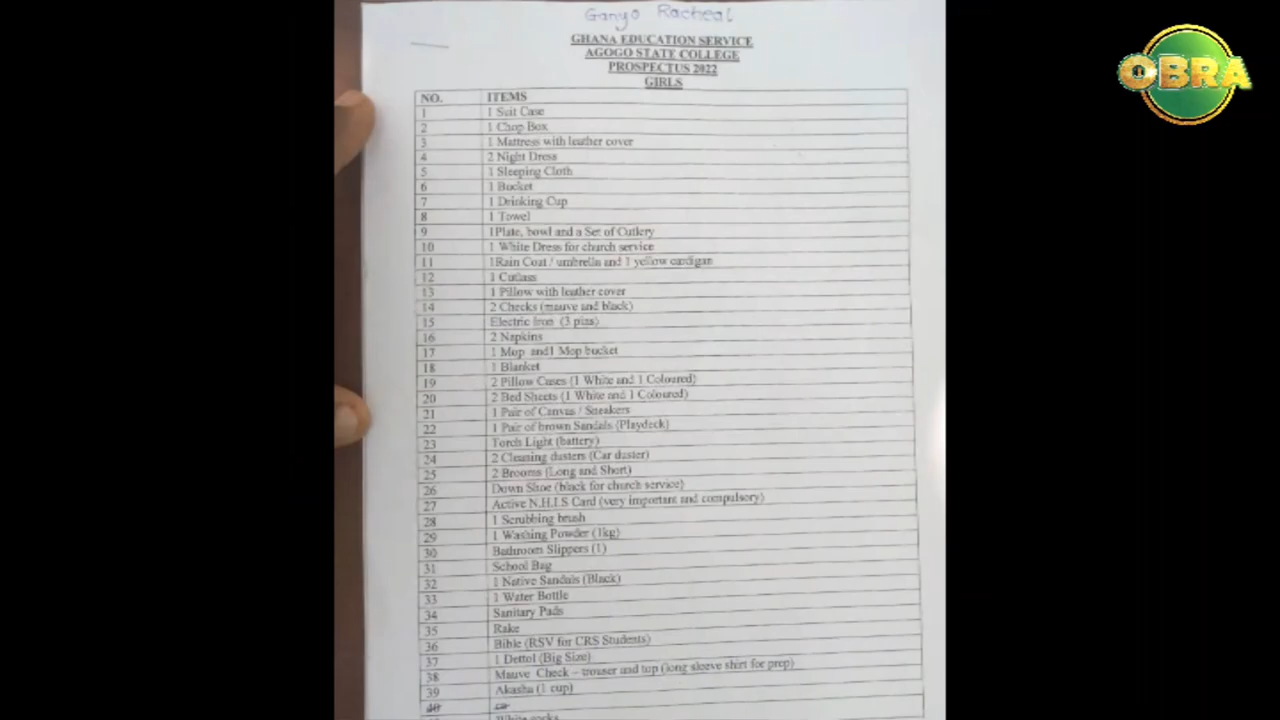 Ganyo Racheal
GHANA EDUCATION SERVICE
AGOGO STATE COLLEGE
PROSPECTUS 2022
GIRLS
OBRA
NO. ITEMS
1 1 Suit Case
2 1 Chop Box
3 1 Mattress with leather cover
4 2 Night Dress
5 1 Sleeping Cloth
6 1 Bucket
7 1 Drinking Cup
8 1 Towel
9 1Plate, bowl and a Set of Cutlery
10 1 White Dress for church service
11 1Rain Coat / umbrella and 1 yellow cardigan
12 1 Cutlass
13 1 Pillow with leather cover
14 2 Checks (mauve and black)
15 Electric Iron (3 pins)
16 2 Napkins
17 1 Mop and1 Mop bucket
18 1 Blanket
19 2 Pillow Cases (1 White and 1 Coloured)
20 2 Bed Sheets (1 White and 1 Coloured)
21 1 Pair of Canvas / Sneakers
22 1 Pair of brown Sandals (Playdeck)
23 Torch Light (battery)
24 2 Cleaning dusters (Car duster)
25 2 Brooms (Long and Short)
26 Down Shoe (black for church service)
27 Active N.H.I.S Card (very important and compulsory)
28 1 Scrubbing brush
29 1 Washing Powder (1kg)
30 Bathroom Slippers (1)
31 School Bag
32 1 Native Sandals (Black)
33 1 Water Bottle
34 Sanitary Pads
35 Rake
36 Bible (RSV for CRS Students)
37 1 Dettol (Big Size)
38 Mauve Check – trouser and top (long sleeve shirt for prep)
39 Akasha (1 cup)
40
White socks